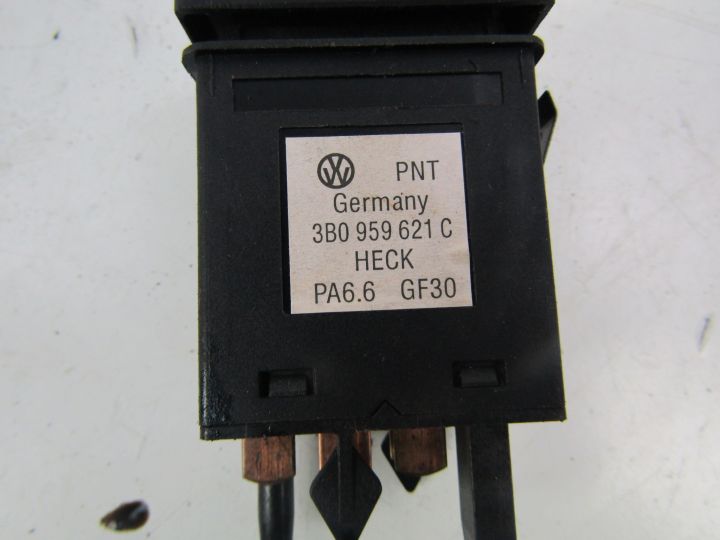 VW PNT
Germany
3B0 959 621 C
HECK
PA6.6 GF30